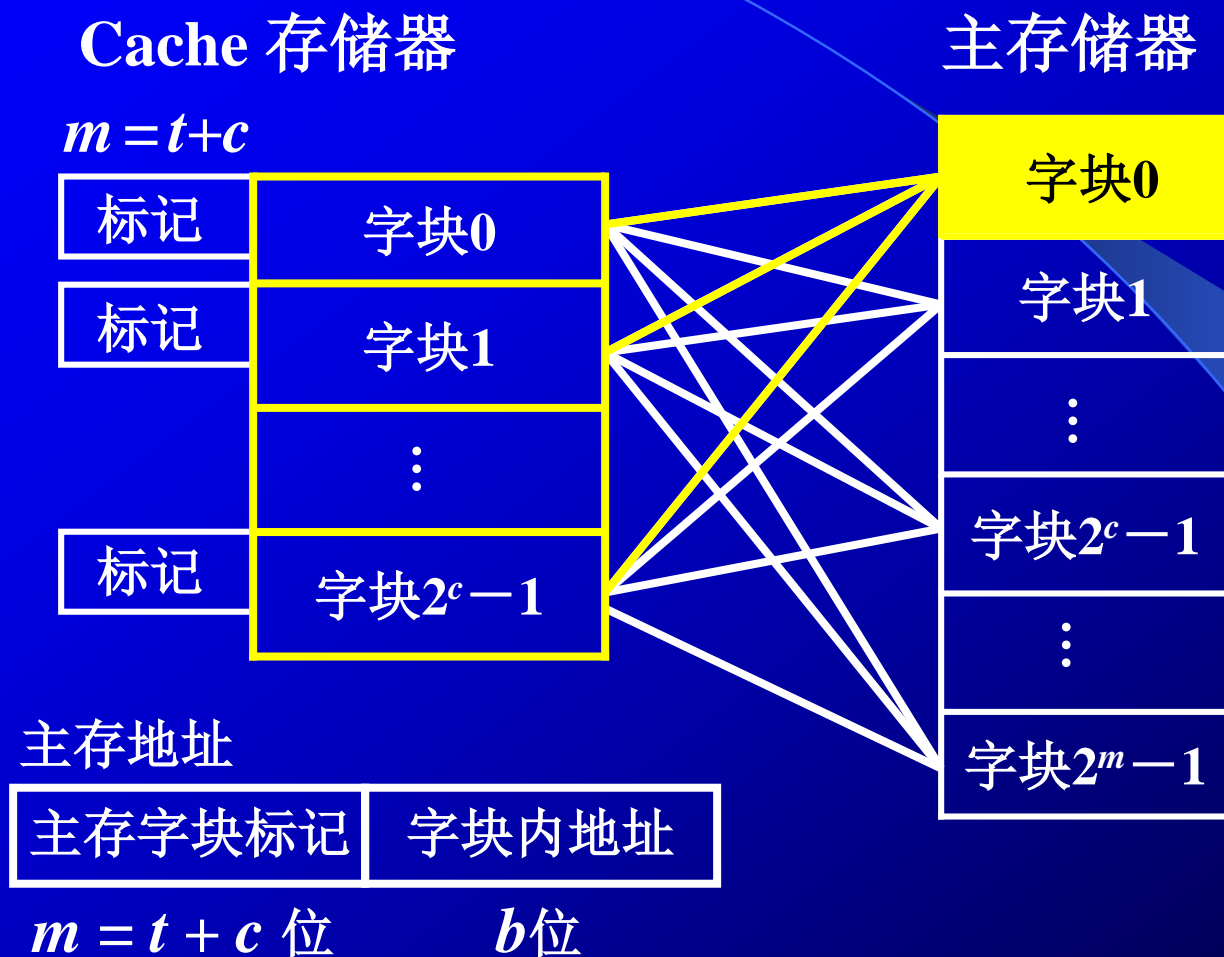 Cache 存储器
主存储器
m = t+c
标记
字块0
标记
字块1
⋮
标记
字块2ᶜ－1
字块0
字块1
⋮
字块2ᶜ－1
⋮
字块2ᵐ－1
主存地址
主存字块标记 字块内地址
m = t + c 位 b位